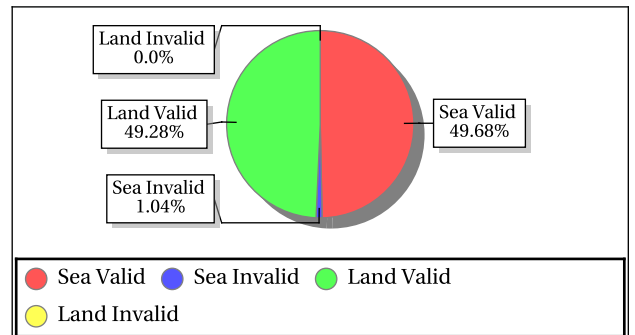 Land Invalid
0.0%
Land Valid
49.28%
Sea Valid
49.68%
Sea Invalid
1.04%
Sea Valid Sea Invalid Land Valid
Land Invalid